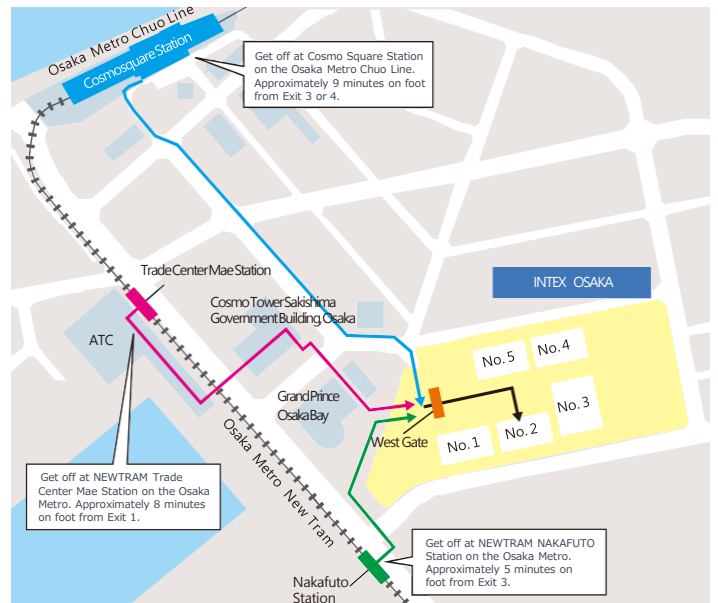 Osaka Metro Chuo Line
Cosmosquare Station
Get off at Cosmo Square Station
on the Osaka Metro Chuo Line.
Approximately 9 minutes on foot
from Exit 3 or 4.
Trade Center Mae Station
INTEX OSAKA
Cosmo Tower Sakishima
Government Building, Osaka
ATC
No.5
No.4
Grand Prince
Osaka Bay
No.3
West Gate
No.1
No.2
Osaka Metro New Tram
Get off at NEWTRAM Trade
Center Mae Station on the Osaka
Metro. Approximately 8 minutes
on foot from Exit 1.
Get off at NEWTRAM NAKAFUTO
Station on the Osaka Metro.
Approximately 5 minutes on
foot from Exit 3.
Nakafuto
Station